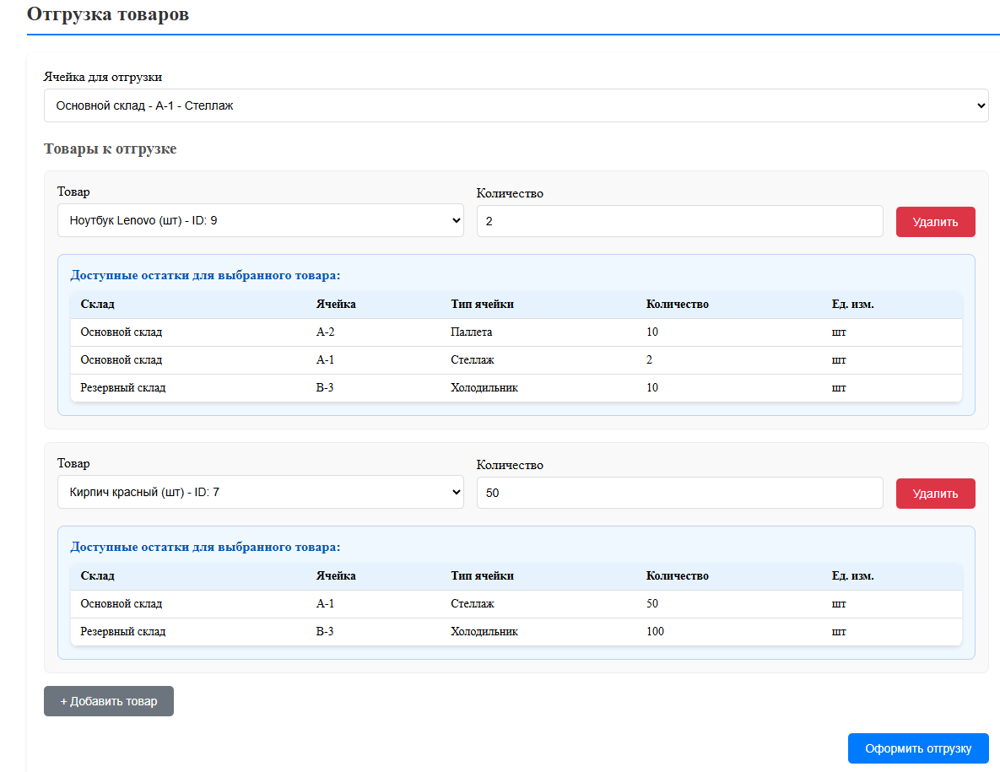 Отгрузка товаров
Ячейка для отгрузки
Основной склад - A-1 - Стеллаж
Товары к отгрузке
Товар Количество
Ноутбук Lenovo (шт) - ID: 9 2 Удалить
Доступные остатки для выбранного товара:
Склад Ячейка Тип ячейки Количество Ед. изм.
Основной склад A-2 Паллета 10 шт
Основной склад A-1 Стеллаж 2 шт
Резервный склад B-3 Холодильник 10 шт
Товар Количество
Кирпич красный (шт) - ID: 7 50 Удалить
Доступные остатки для выбранного товара:
Склад Ячейка Тип ячейки Количество Ед. изм.
Основной склад A-1 Стеллаж 50 шт
Резервный склад B-3 Холодильник 100 шт
+ Добавить товар
Оформить отгрузку